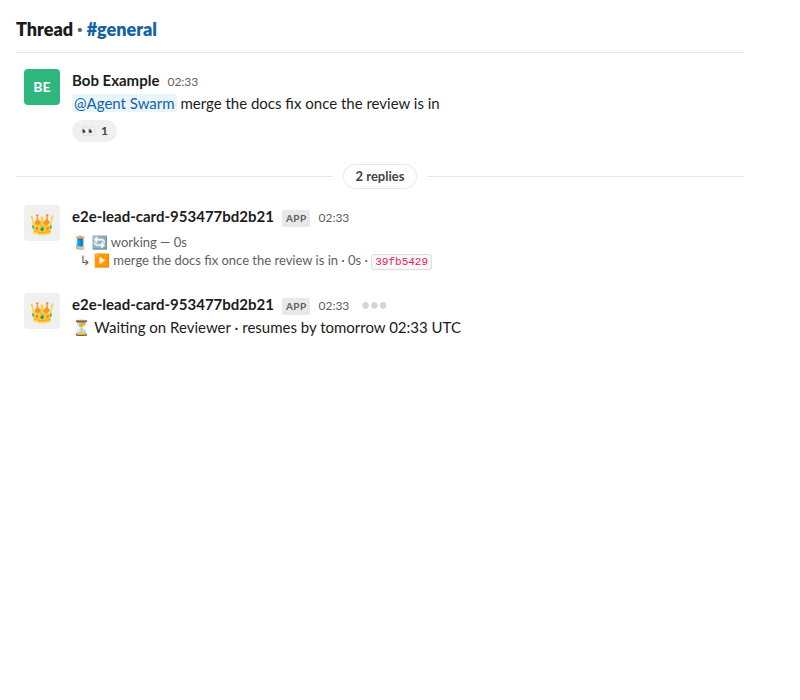 Thread • #general
BE
Bob Example 02:33
@Agent Swarm merge the docs fix once the review is in
👀 1
2 replies
e2e-lead-card-953477bd2b21 APP 02:33
🧵 🔄 working — 0s
↳ ▶️ merge the docs fix once the review is in · 0s · 39fb5429
e2e-lead-card-953477bd2b21 APP 02:33
⏳ Waiting on Reviewer · resumes by tomorrow 02:33 UTC